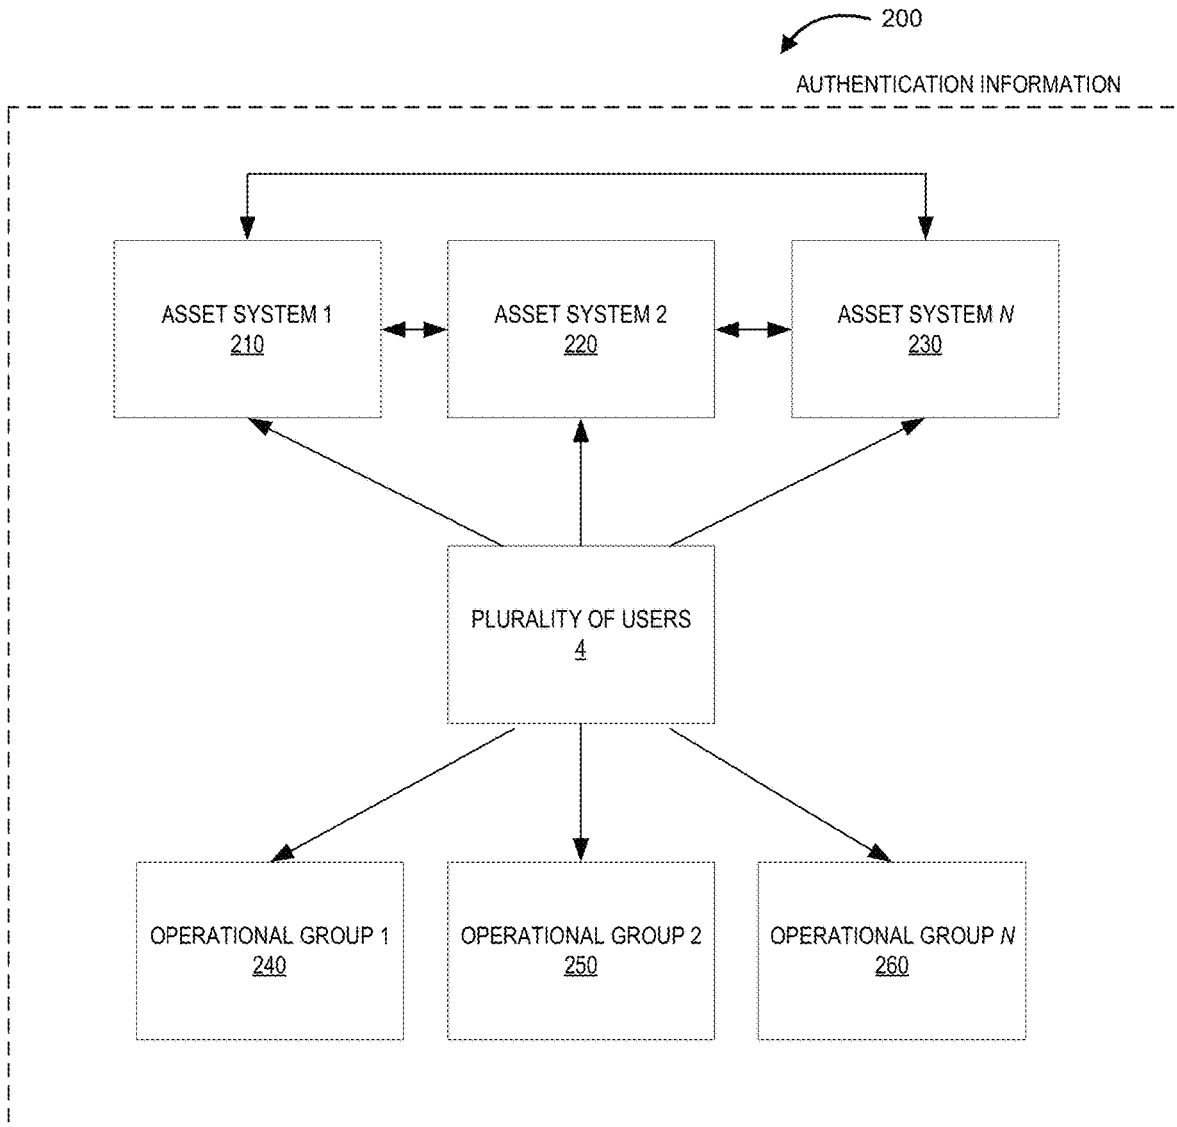 200
AUTHENTICATION INFORMATION
ASSET SYSTEM 1
210
ASSET SYSTEM 2
220
ASSET SYSTEM N
230
PLURALITY OF USERS
4
OPERATIONAL GROUP 1
240
OPERATIONAL GROUP 2
250
OPERATIONAL GROUP N
260